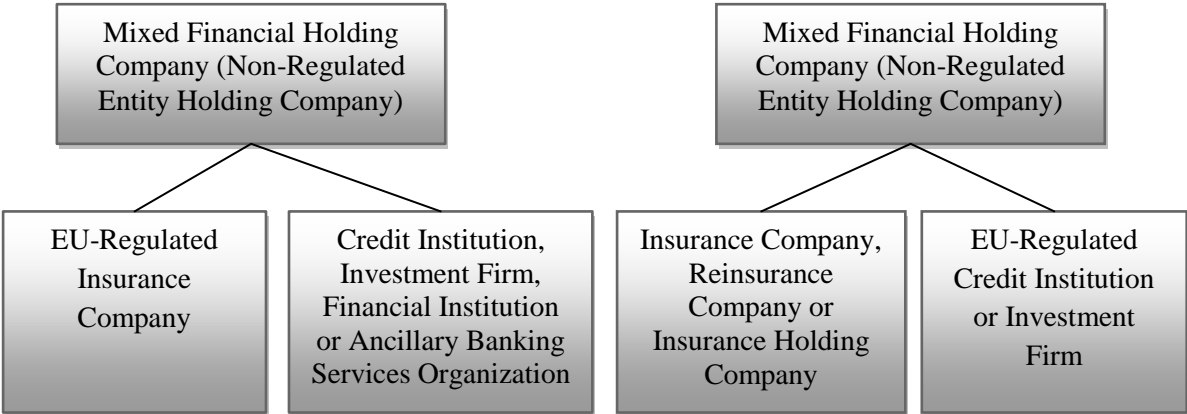 Mixed Financial Holding
Company (Non-Regulated
Entity Holding Company)
Mixed Financial Holding
Company (Non-Regulated
Entity Holding Company)
EU-Regulated
Insurance
Company
Credit Institution,
Investment Firm,
Financial Institution
or Ancillary Banking
Services Organization
Insurance Company,
Reinsurance
Company or
Insurance Holding
Company
EU-Regulated
Credit Institution
or Investment
Firm